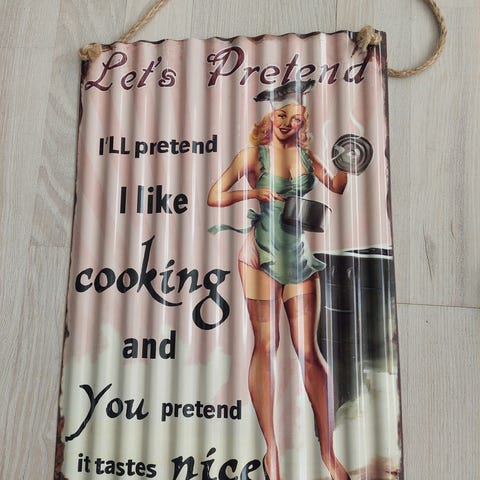 Let's Pretend
I'LL pretend
I like
cooking
and
You pretend
it tastes nice